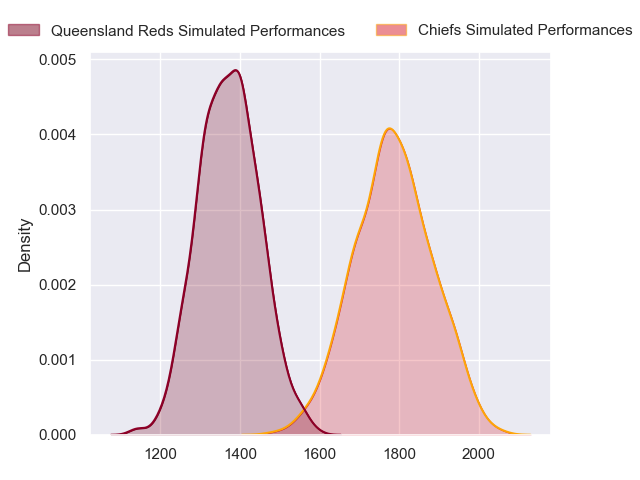 Queensland Reds Simulated Performances
Chiefs Simulated Performances
0.005
0.004
0.003
0.002
0.001
0.000
Density
1200 1400 1600 1800 2000